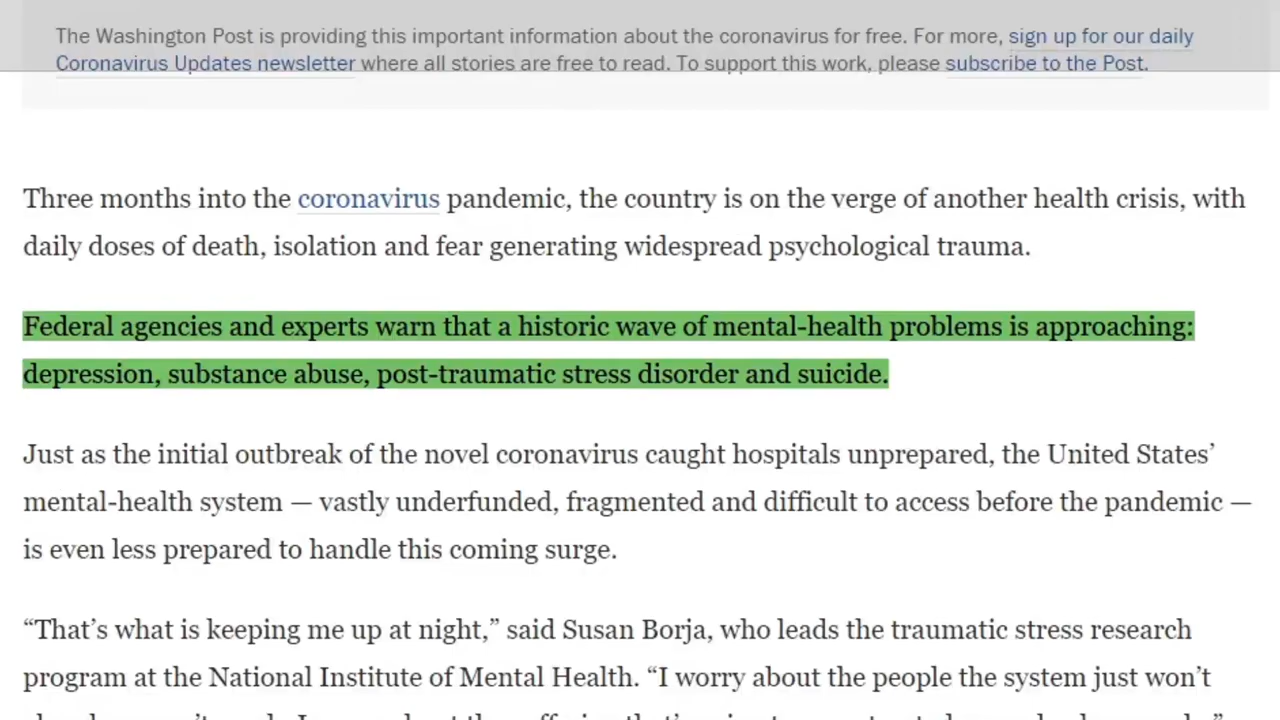 The Washington Post is providing this important information about the coronavirus for free. For more, sign up for our daily
Coronavirus Updates newsletter where all stories are free to read. To support this work, please subscribe to the Post.
Three months into the coronavirus pandemic, the country is on the verge of another health crisis, with
daily doses of death, isolation and fear generating widespread psychological trauma.
Federal agencies and experts warn that a historic wave of mental-health problems is approaching:
depression, substance abuse, post-traumatic stress disorder and suicide.
Just as the initial outbreak of the novel coronavirus caught hospitals unprepared, the United States’
mental-health system — vastly underfunded, fragmented and difficult to access before the pandemic —
is even less prepared to handle this coming surge.
“That’s what is keeping me up at night,” said Susan Borja, who leads the traumatic stress research
program at the National Institute of Mental Health. “I worry about the people the system just won’t